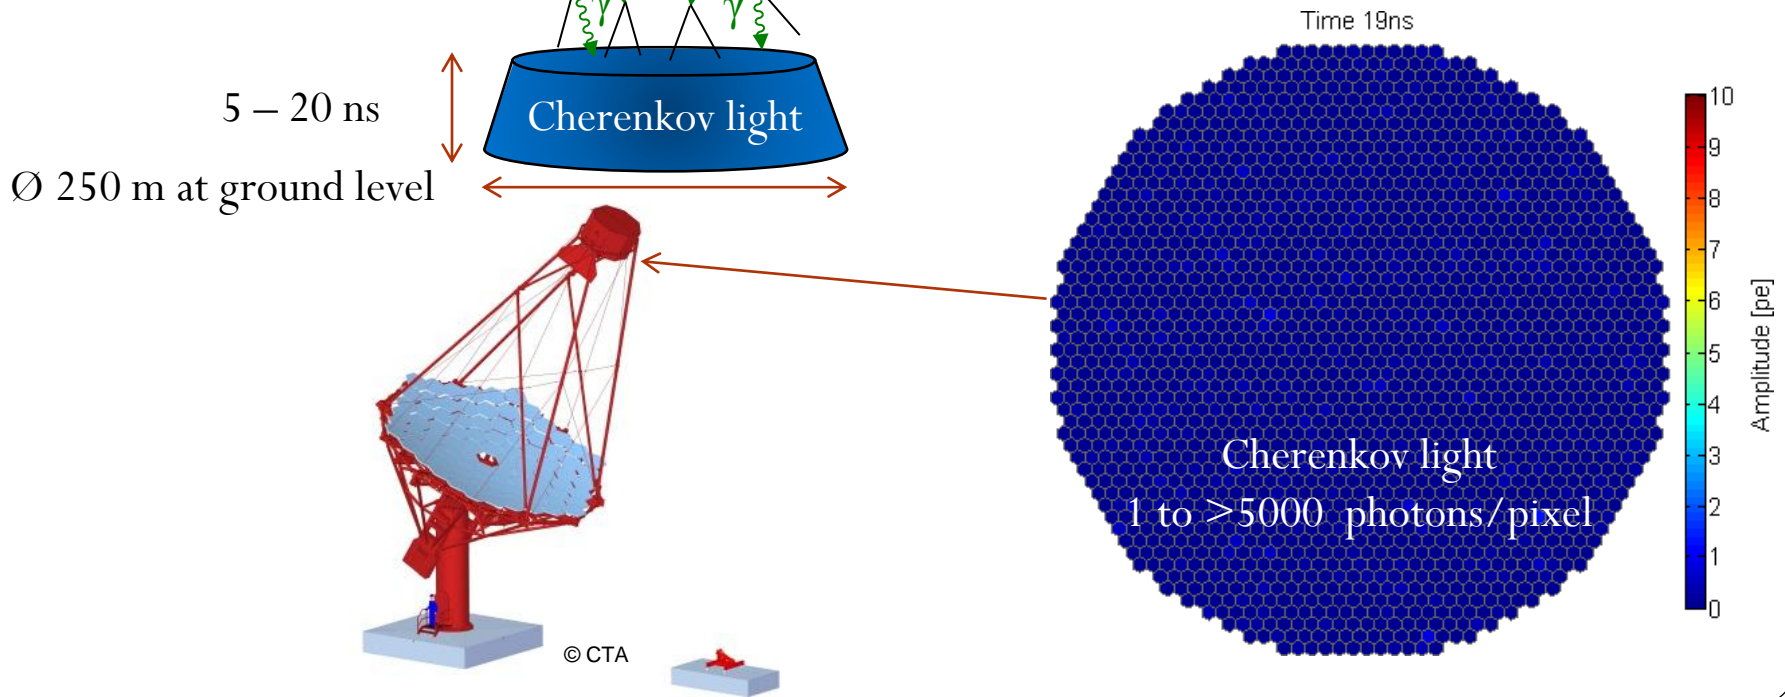 γ γ
Time 19ns
5 – 20 ns
Cherenkov light
Ø 250 m at ground level
10
9
8
7
6
5
4
3
2
1
0
Amplitude [pe]
Cherenkov light
1 to >5000 photons/pixel
© CTA